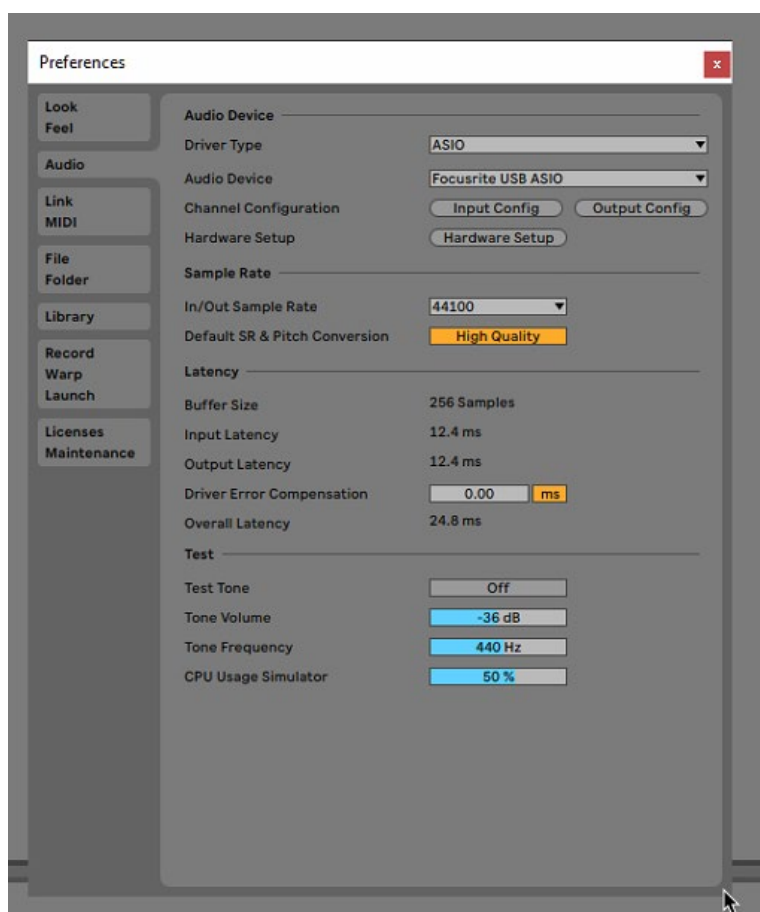 Preferences
x
Look
Feel
Audio
Link
MIDI
File
Folder
Library
Record
Warp
Launch
Licenses
Maintenance
Audio Device
Driver Type ASIO
Audio Device Focusrite USB ASIO
Channel Configuration Input Config Output Config
Hardware Setup Hardware Setup
Sample Rate
In/Out Sample Rate 44100
Default SR & Pitch Conversion High Quality
Latency
Buffer Size 256 Samples
Input Latency 12.4 ms
Output Latency 12.4 ms
Driver Error Compensation 0.00 ms
Overall Latency 24.8 ms
Test
Test Tone Off
Tone Volume -36 dB
Tone Frequency 440 Hz
CPU Usage Simulator 50 %